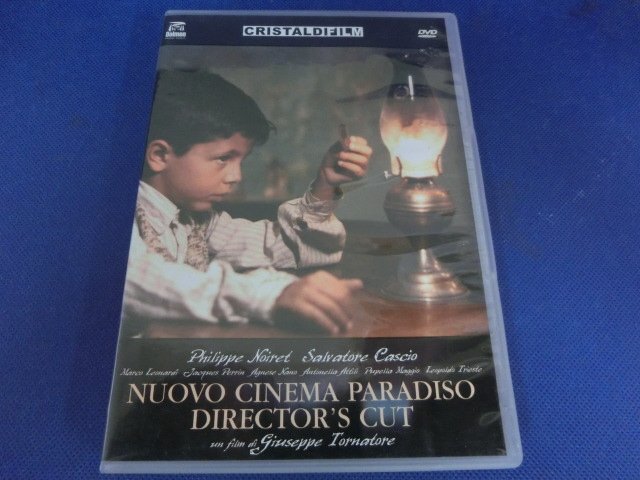 Dolmen
CRISTALDIFILM
DVD
Philippe Noiret Salvatore Cascio
Marco Leonardi Jacques Perrin Agnese Nano Antonella Attili Pupella Maggio Leopoldo Trieste
NUOVO CINEMA PARADISO
DIRECTOR'S CUT
un film di Giuseppe Tornatore